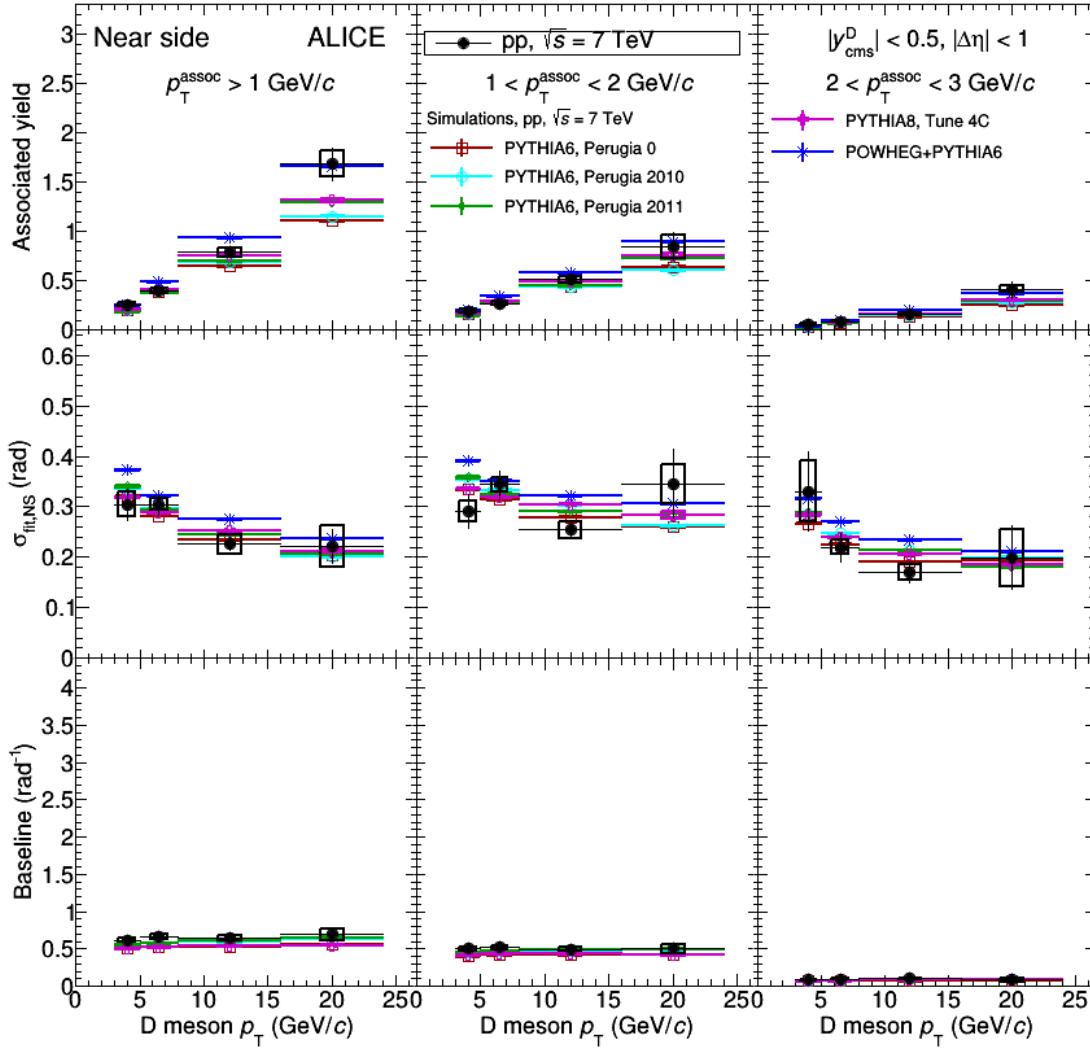 Near side ALICE
p_T^assoc > 1 GeV/c
pp, √s = 7 TeV
1 < p_T^assoc < 2 GeV/c
Simulations, pp, √s = 7 TeV
PYTHIA6, Perugia 0
PYTHIA6, Perugia 2010
PYTHIA6, Perugia 2011
|y^D_cms| < 0.5, |Δη| < 1
2 < p_T^assoc < 3 GeV/c
PYTHIA8, Tune 4C
POWHEG+PYTHIA6
Associated yield
3
2.5
2
1.5
1
0.5
0
σ_fit,NS (rad)
0.6
0.5
0.4
0.3
0.2
0.1
0
Baseline (rad⁻¹)
4
3.5
3
2.5
2
1.5
1
0.5
0
5 10 15 20 25
5 10 15 20
5 10 15 20 25
D meson p_T (GeV/c)
D meson p_T (GeV/c)
D meson p_T (GeV/c)